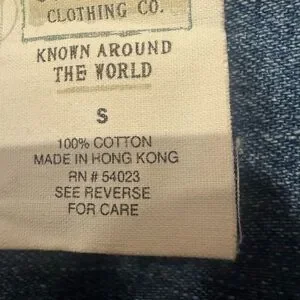 CLOTHING CO.
KNOWN AROUND
THE WORLD
S
100% COTTON
MADE IN HONG KONG
RN # 54023
SEE REVERSE
FOR CARE